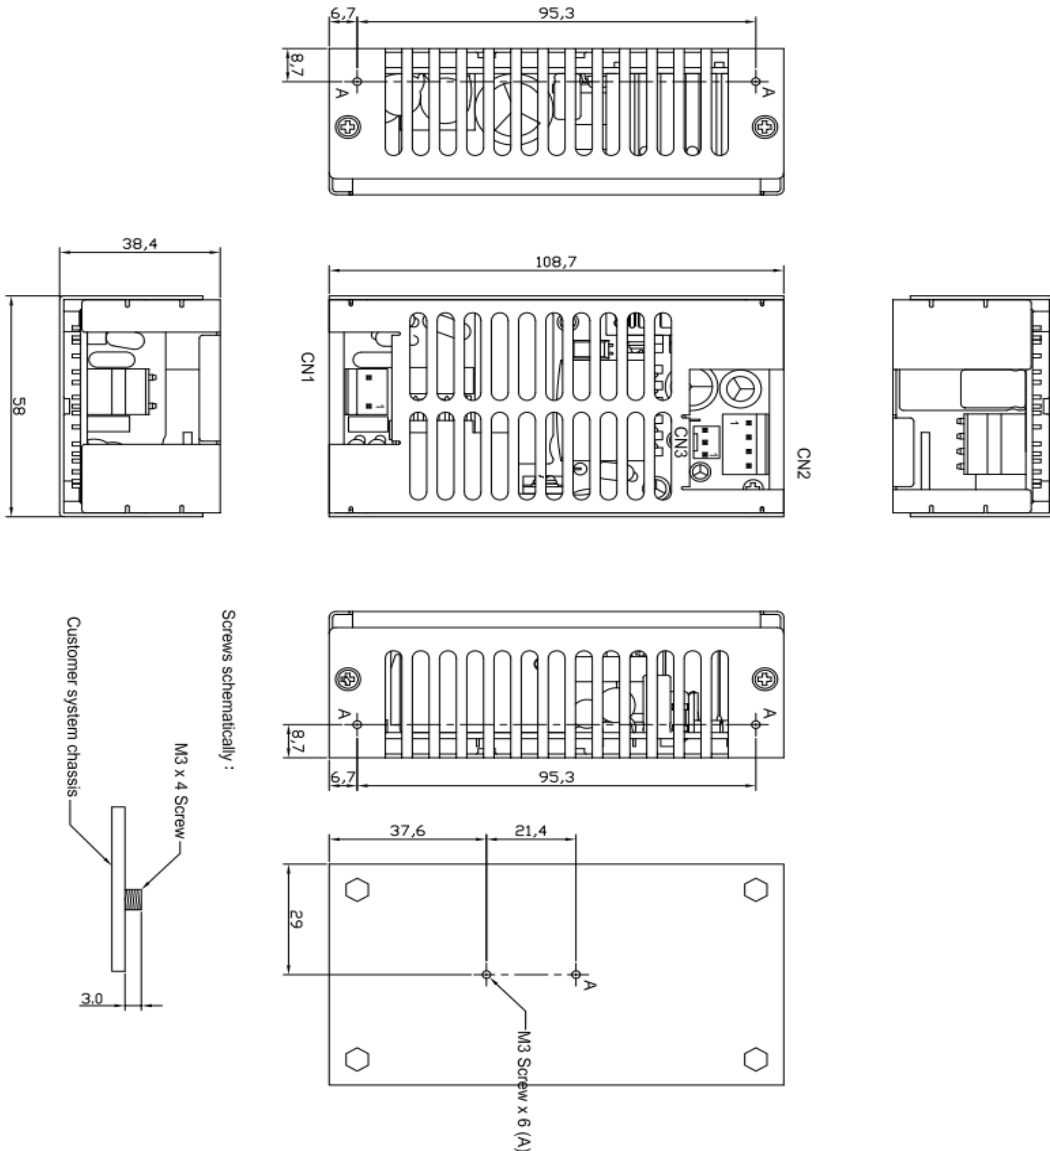 6,7
95,3
8,7
A
A
38,4
108,7
58
CN1
1
1
CN3
1
CN2
A
A
8,7
6,7
95,3
Screws schematically :
M3 x 4 Screw
Customer system chassis
3.0
37,6
21,4
29
A
M3 Screw x 6 (A)